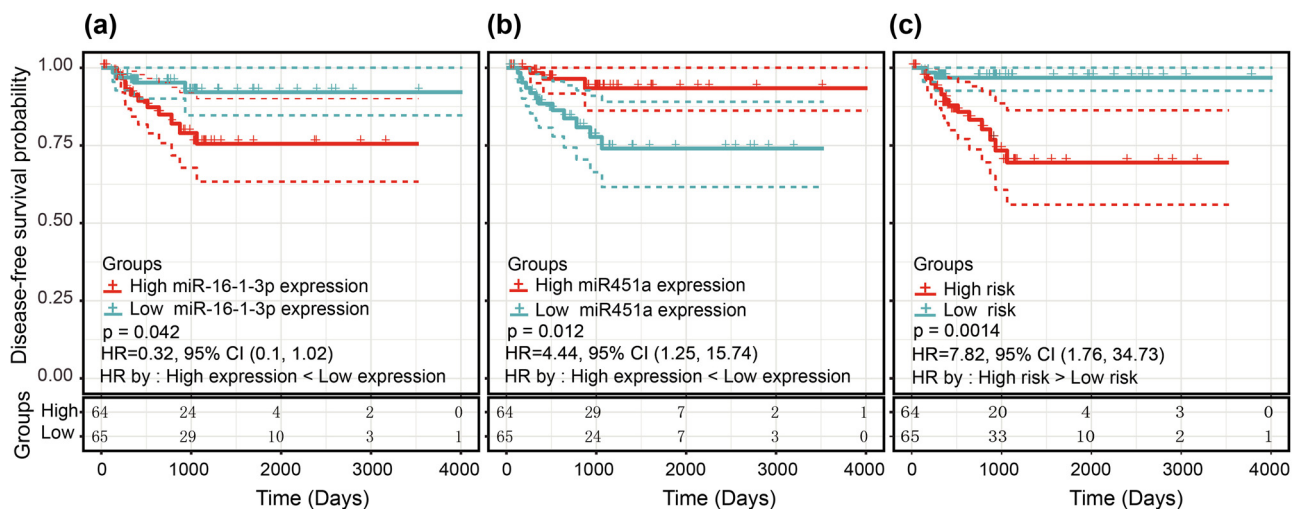 (a)
(b)
(c)
Disease-free survival probability
1.00
0.75
0.50
0.25
0.00
Groups
High miR-16-1-3p expression
Low miR-16-1-3p expression
p = 0.042
HR=0.32, 95% CI (0.1, 1.02)
HR by : High expression < Low expression
Groups
High miR451a expression
Low miR451a expression
p = 0.012
HR=4.44, 95% CI (1.25, 15.74)
HR by : High expression < Low expression
Groups
High risk
Low risk
p = 0.0014
HR=7.82, 95% CI (1.76, 34.73)
HR by : High risk > Low risk
Groups
High 64 24 4 2 0
Low 65 29 10 3 1
0 1000 2000 3000 4000
Time (Days)
64 29 7 2 1
65 24 7 3 0
0 1000 2000 3000 4000
Time (Days)
64 20 4 3 0
65 33 10 2 1
0 1000 2000 3000 4000
Time (Days)